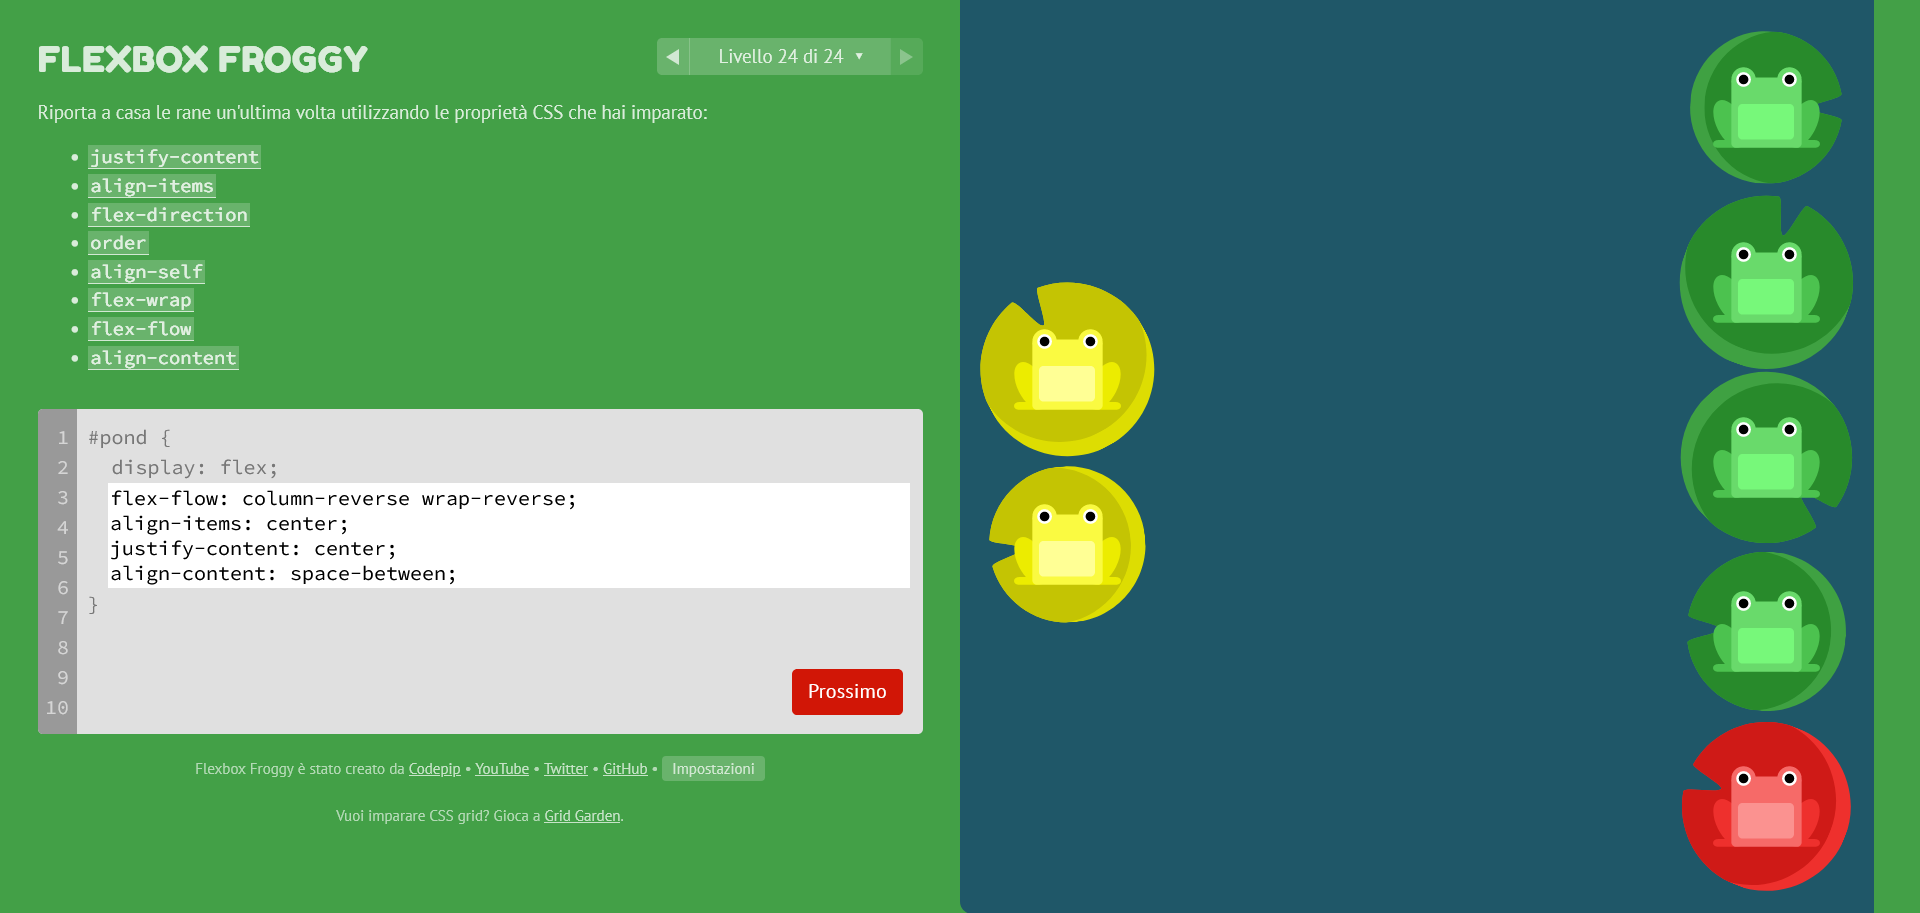 FLEXBOX FROGGY
◀ Livello 24 di 24 ▼ ▶
Riporta a casa le rane un'ultima volta utilizzando le proprietà CSS che hai imparato:
• justify-content
• align-items
• flex-direction
• order
• align-self
• flex-wrap
• flex-flow
• align-content
1 #pond {
2 display: flex;
3 flex-flow: column-reverse wrap-reverse;
4 align-items: center;
5 justify-content: center;
6 align-content: space-between;
7 }
8
9
10
Prossimo
Flexbox Froggy è stato creato da Codepip • YouTube • Twitter • GitHub • Impostazioni
Vuoi imparare CSS grid? Gioca a Grid Garden.